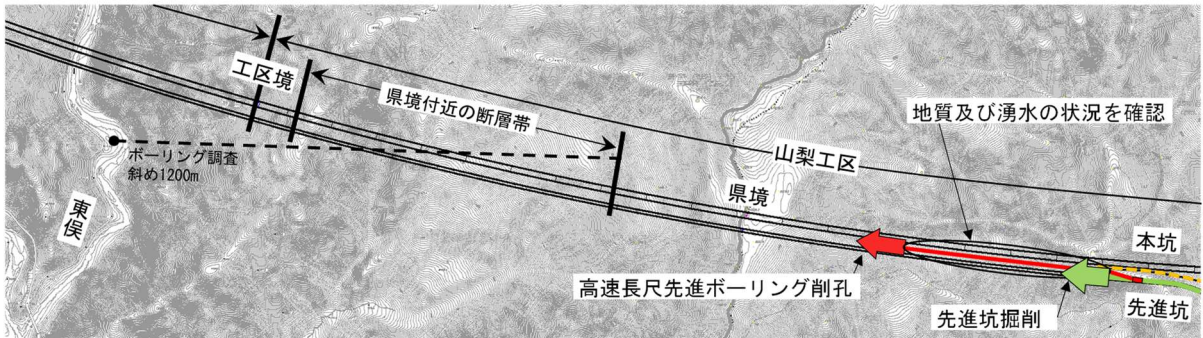 工区境
県境付近の断層帯
地質及び湧水の状況を確認
ボーリング調査
斜め1200m
山梨工区
東俣
県境
本坑
高速長尺先進ボーリング削孔
先進坑掘削
先進坑